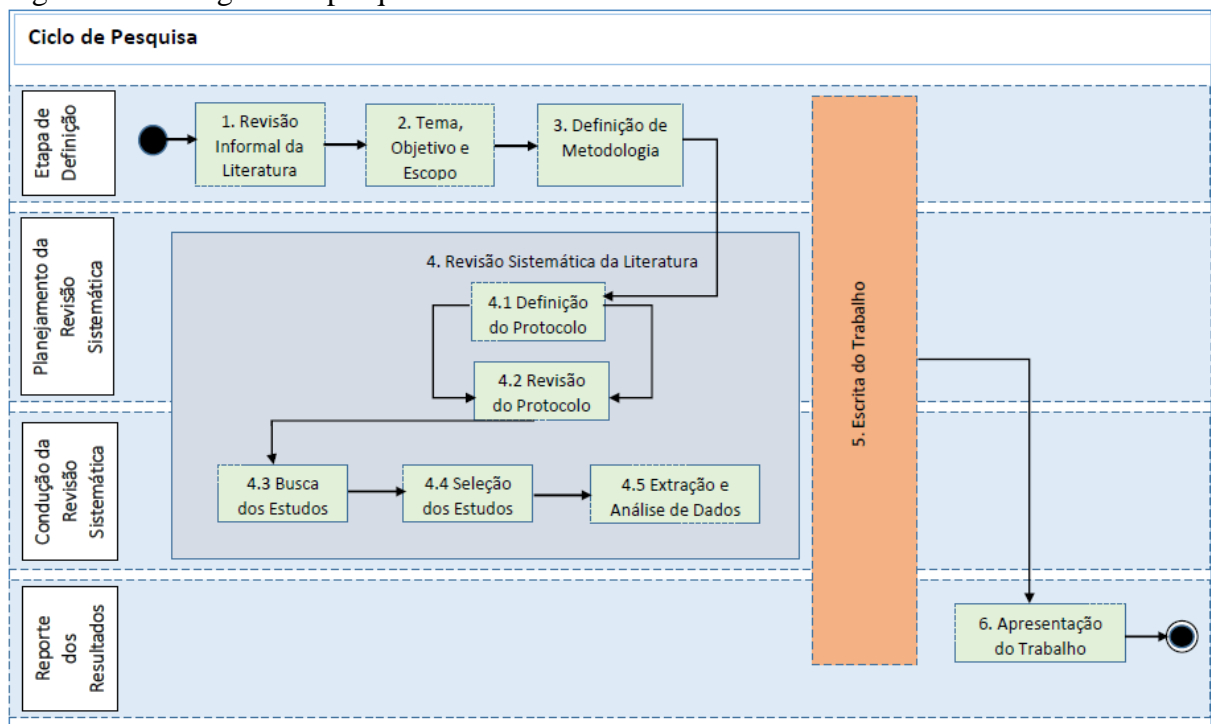 Ciclo de Pesquisa
Etapa de
Definição
1. Revisão
Informal da
Literatura
2. Tema,
Objetivo e
Escopo
3. Definição de
Metodologia
Planejamento da
Revisão
Sistemática
4. Revisão Sistemática da Literatura
4.1 Definição
do Protocolo
4.2 Revisão
do Protocolo
Condução da
Revisão
Sistemática
4.3 Busca
dos Estudos
4.4 Seleção
dos Estudos
4.5 Extração e
Análise de Dados
5. Escrita do Trabalho
Reporte
dos
Resultados
6. Apresentação
do Trabalho